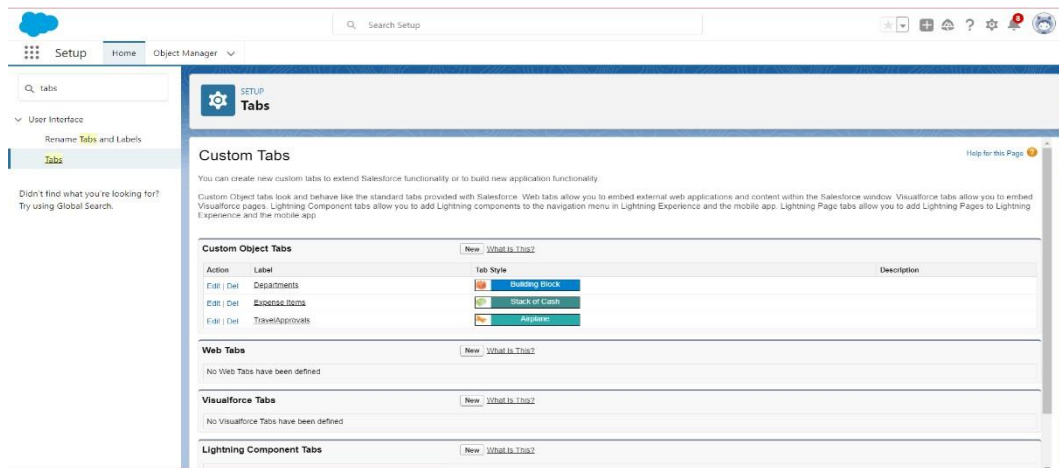 Search Setup
8
Setup
Home
Object Manager
tabs
User Interface
Rename Tabs and Labels
Tabs
Didn't find what you're looking for?
Try using Global Search.
SETUP
Tabs
Custom Tabs
Help for this Page
You can create new custom tabs to extend Salesforce functionality or to build new application functionality.
Custom Object tabs look and behave like the standard tabs provided with Salesforce. Web tabs allow you to embed external web applications and content within the Salesforce window. Visualforce tabs allow you to embed
Visualforce pages. Lightning Component tabs allow you to add Lightning components to the navigation menu in Lightning Experience and the mobile app. Lightning Page tabs allow you to add Lightning Pages to Lightning
Experience and the mobile app.
Custom Object Tabs New What Is This?
Action Label Tab Style Description
Edit | Del Departments Building Block
Edit | Del Expense Items Stack of Cash
Edit | Del TravelApprovals Airplane
Web Tabs New What Is This?
No Web Tabs have been defined
Visualforce Tabs New What Is This?
No Visualforce Tabs have been defined
Lightning Component Tabs New What Is This?